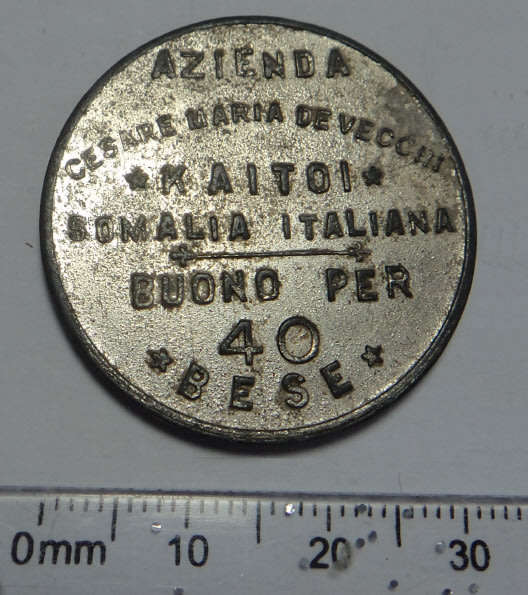 AZIENDA
CESARE MARIA DE VECCHI
★ KAITOI ★
SOMALIA ITALIANA
BUONO PER
40
★ BESE ★
0mm 10 20 30